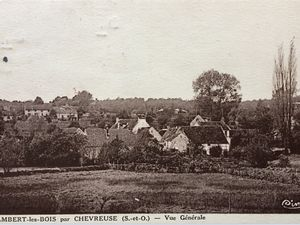 AMBERT-les-BOIS par CHEVREUSE (S.-et-O.) — Vue Générale